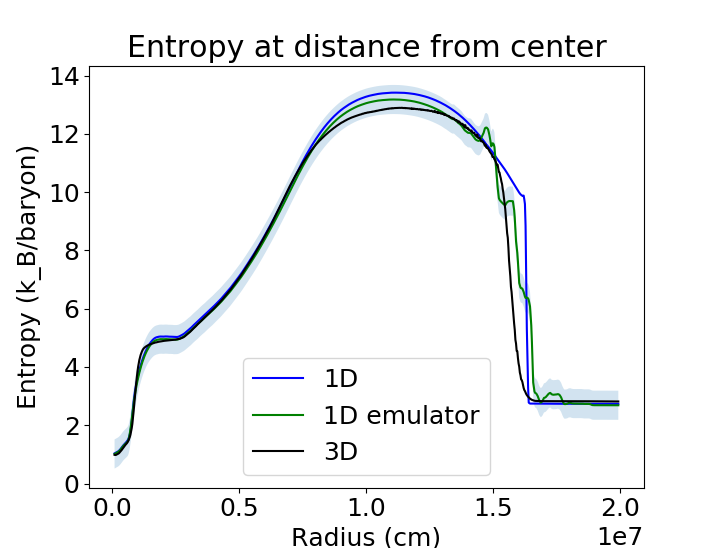 Entropy at distance from center
14
12
10
8
6
4
2
0
Entropy (k_B/baryon)
1D
1D emulator
3D
0.0 0.5 1.0 1.5 2.0
1e7
Radius (cm)